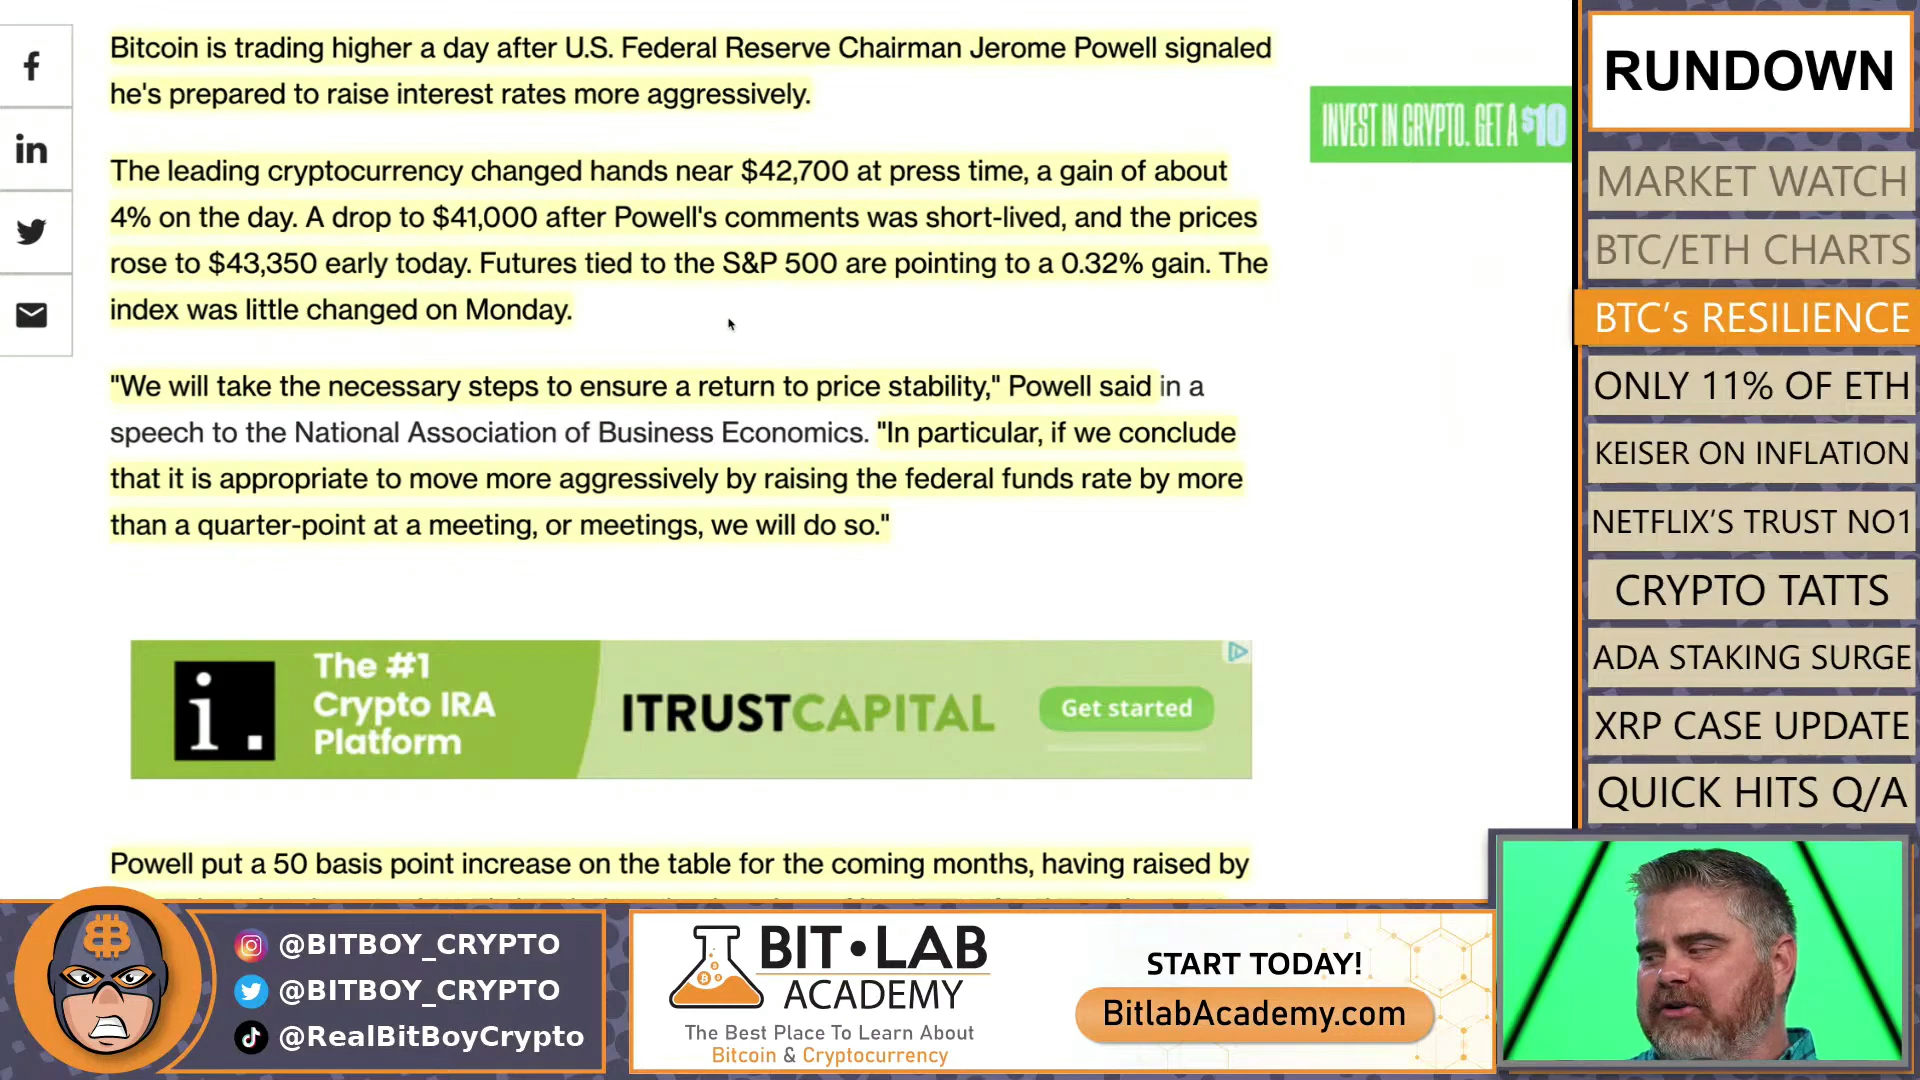 Bitcoin is trading higher a day after U.S. Federal Reserve Chairman Jerome Powell signaled
he's prepared to raise interest rates more aggressively.
The leading cryptocurrency changed hands near $42,700 at press time, a gain of about
4% on the day. A drop to $41,000 after Powell's comments was short-lived, and the prices
rose to $43,350 early today. Futures tied to the S&P 500 are pointing to a 0.32% gain. The
index was little changed on Monday.
"We will take the necessary steps to ensure a return to price stability," Powell said in a
speech to the National Association of Business Economics. "In particular, if we conclude
that it is appropriate to move more aggressively by raising the federal funds rate by more
than a quarter-point at a meeting, or meetings, we will do so."
i.
The #1
Crypto IRA
Platform
ITRUSTCAPITAL
Get started
Powell put a 50 basis point increase on the table for the coming months, having raised by
INVEST IN CRYPTO. GET A $10
RUNDOWN
MARKET WATCH
BTC/ETH CHARTS
BTC's RESILIENCE
ONLY 11% OF ETH
KEISER ON INFLATION
NETFLIX'S TRUST NO1
CRYPTO TATTS
ADA STAKING SURGE
XRP CASE UPDATE
QUICK HITS Q/A
@BITBOY_CRYPTO
@BITBOY_CRYPTO
@RealBitBoyCrypto
BIT•LAB
ACADEMY
The Best Place To Learn About
Bitcoin & Cryptocurrency
START TODAY!
BitlabAcademy.com